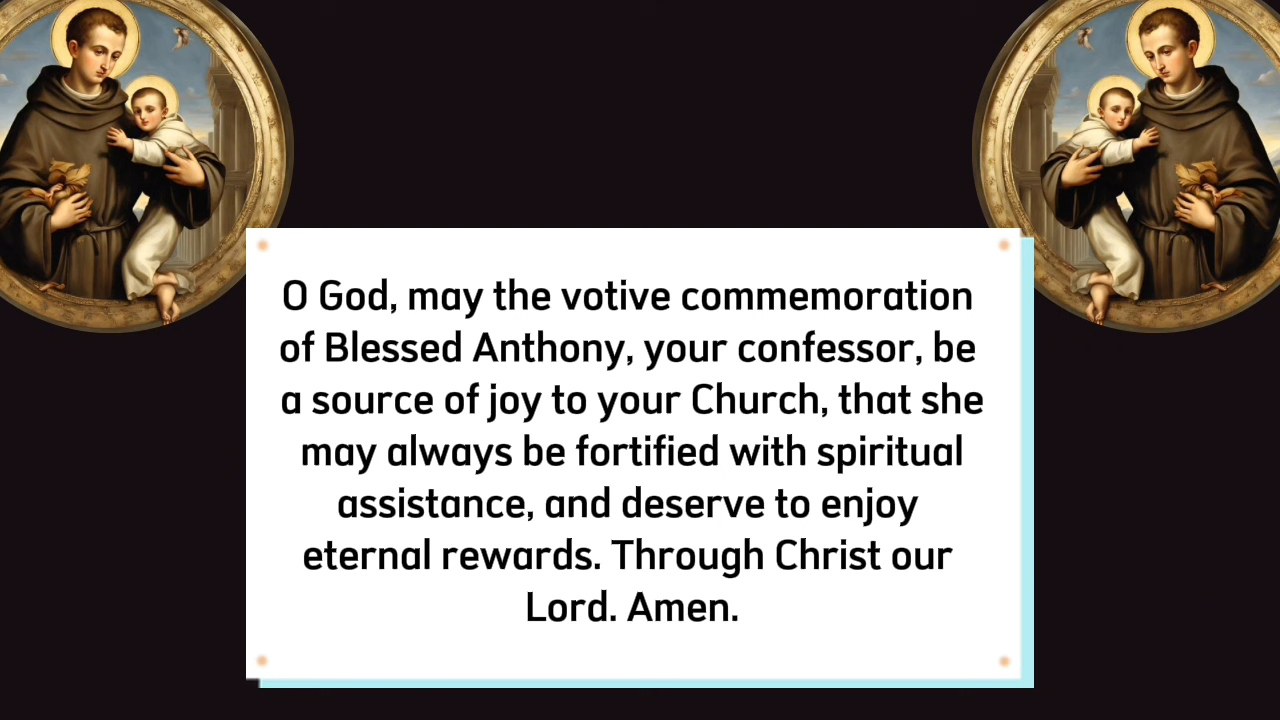 O God, may the votive commemoration
of Blessed Anthony, your confessor, be
a source of joy to your Church, that she
may always be fortified with spiritual
assistance, and deserve to enjoy
eternal rewards. Through Christ our
Lord. Amen.